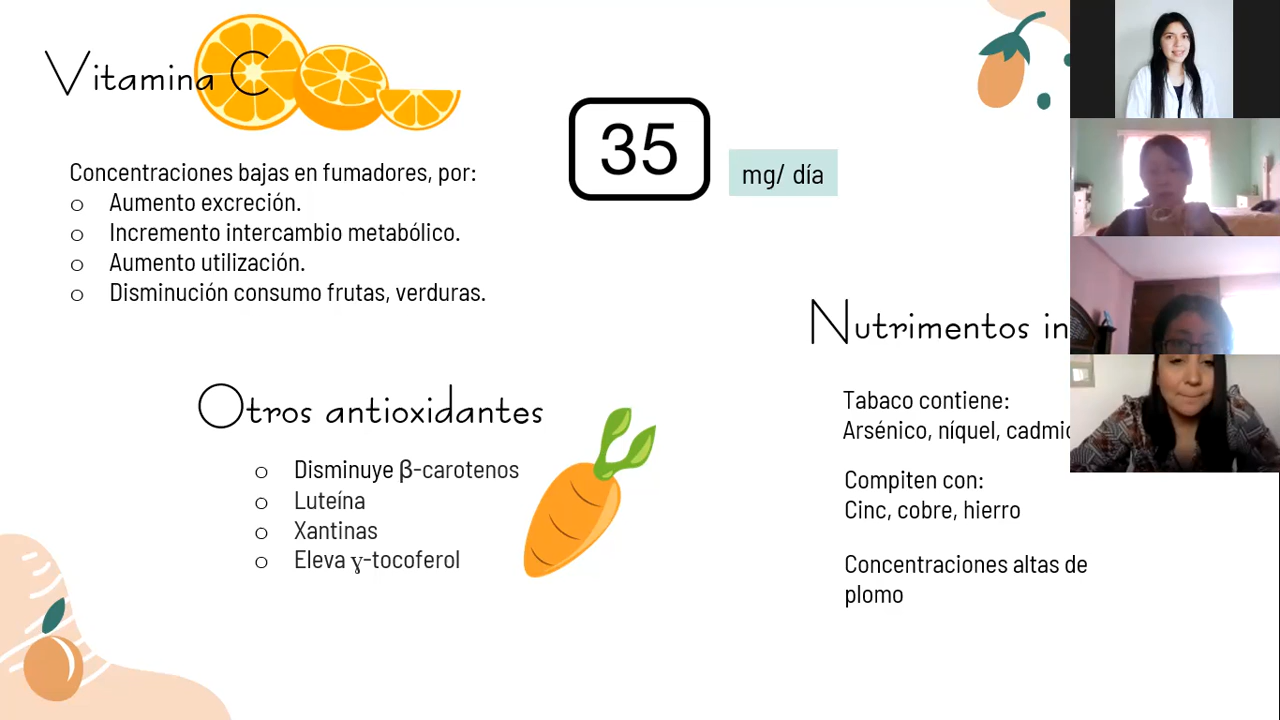 Vitamina C
35
mg/ día
Concentraciones bajas en fumadores, por:
o Aumento excreción.
o Incremento intercambio metabólico.
o Aumento utilización.
o Disminución consumo frutas, verduras.
Otros antioxidantes
o Disminuye β-carotenos
o Luteína
o Xantinas
o Eleva ɣ-tocoferol
Nutrimentos in
Tabaco contiene:
Arsénico, níquel, cadmio
Compiten con:
Cinc, cobre, hierro
Concentraciones altas de
plomo